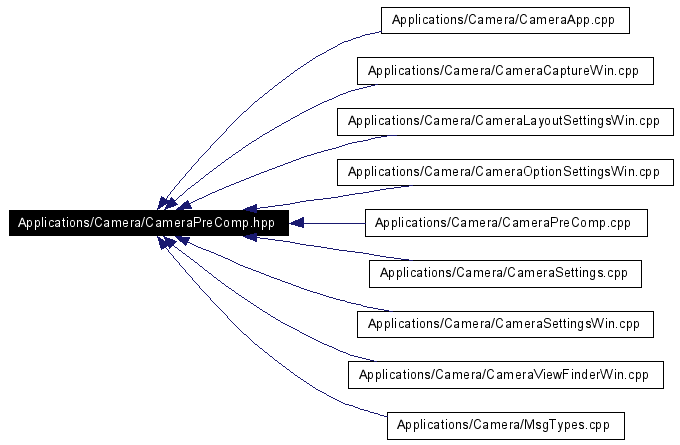 Applications/Camera/CameraApp.cpp
Applications/Camera/CameraCaptureWin.cpp
Applications/Camera/CameraLayoutSettingsWin.cpp
Applications/Camera/CameraOptionSettingsWin.cpp
Applications/Camera/CameraPreComp.hpp
Applications/Camera/CameraPreComp.cpp
Applications/Camera/CameraSettings.cpp
Applications/Camera/CameraSettingsWin.cpp
Applications/Camera/CameraViewFinderWin.cpp
Applications/Camera/MsgTypes.cpp